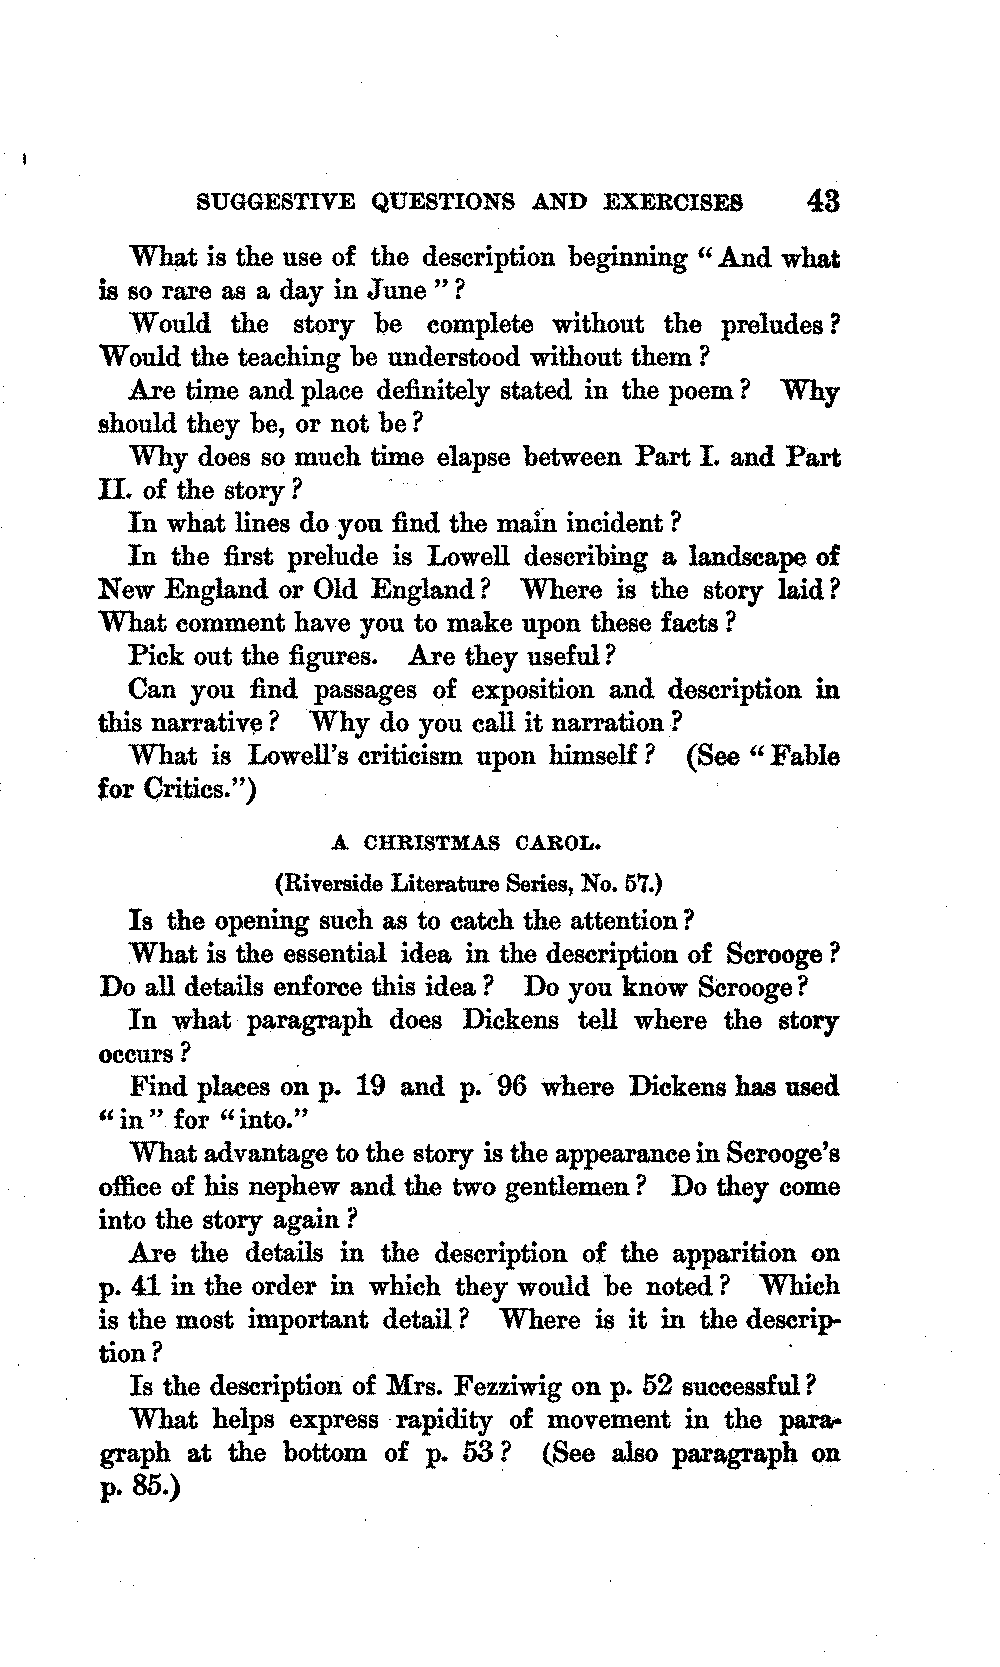 SUGGESTIVE QUESTIONS AND EXERCISES 43
What is the use of the description beginning “And what
is so rare as a day in June”?
Would the story be complete without the preludes?
Would the teaching be understood without them?
Are time and place definitely stated in the poem? Why
should they be, or not be?
Why does so much time elapse between Part I. and Part
II. of the story?
In what lines do you find the main incident?
In the first prelude is Lowell describing a landscape of
New England or Old England? Where is the story laid?
What comment have you to make upon these facts?
Pick out the figures. Are they useful?
Can you find passages of exposition and description in
this narrative? Why do you call it narration?
What is Lowell's criticism upon himself? (See “Fable
for Critics.”)
A CHRISTMAS CAROL.
(Riverside Literature Series, No. 57.)
Is the opening such as to catch the attention?
What is the essential idea in the description of Scrooge?
Do all details enforce this idea? Do you know Scrooge?
In what paragraph does Dickens tell where the story
occurs?
Find places on p. 19 and p. 96 where Dickens has used
“in” for “into.”
What advantage to the story is the appearance in Scrooge's
office of his nephew and the two gentlemen? Do they come
into the story again?
Are the details in the description of the apparition on
p. 41 in the order in which they would be noted? Which
is the most important detail? Where is it in the descrip-
tion?
Is the description of Mrs. Fezziwig on p. 52 successful?
What helps express rapidity of movement in the para-
graph at the bottom of p. 53? (See also paragraph on
p. 85.)